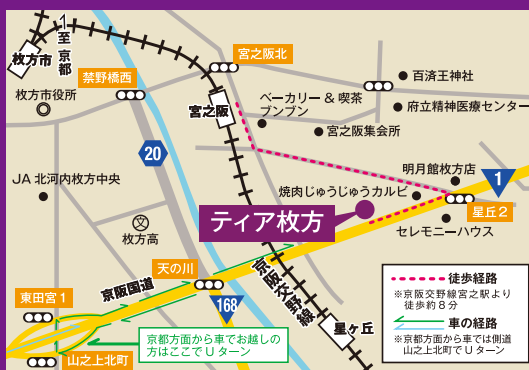 至 京都
枚方市
宮之阪北
禁野橋西
百済王神社
枚方市役所
ベーカリー & 喫茶
ブンブン
府立精神医療センター
宮之阪
宮之阪集会所
20
JA 北河内枚方中央
明月館枚方店
1
焼肉じゅうじゅうカルビ
星丘2
ティア枚方
文
枚方高
セレモニーハウス
天の川
京阪国道
京阪交野線
東田宮1
168
星ヶ丘
京都方面から車でお越しの
方はここで U ターン
山之上北町
徒歩経路
※京阪交野線宮之駅より
徒歩約8分
車の経路
※京都方面からは側道
山之上北町で U ターン